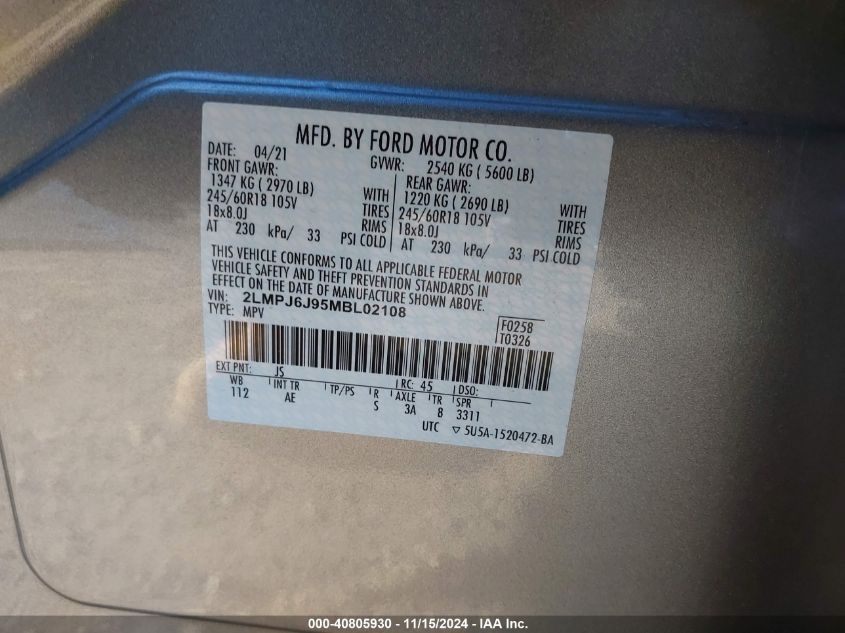 MFD. BY FORD MOTOR CO.
DATE: 04/21 GVWR: 2540 KG ( 5600 LB)
FRONT GAWR: REAR GAWR:
1347 KG ( 2970 LB) WITH 1220 KG ( 2690 LB) WITH
245/60R18 105V TIRES 245/60R18 105V TIRES
18x8.0J RIMS 18x8.0J RIMS
AT 230 kPa/ 33 PSI COLD AT 230 kPa/ 33 PSI COLD
THIS VEHICLE CONFORMS TO ALL APPLICABLE FEDERAL MOTOR
VEHICLE SAFETY AND THEFT PREVENTION STANDARDS IN
EFFECT ON THE DATE OF MANUFACTURE SHOWN ABOVE.
VIN: 2LMPJ6J95MBL02108
TYPE: MPV
F0258
T0326
EXT PNT: JS RC: 45 DSO:
WB INT TR TP/PS R AXLE TR SPR
112 AE S 3A 8 3311
UTC ▽ 5U5A-1520472-BA
000-40805930 - 11/15/2024 - IAA Inc.